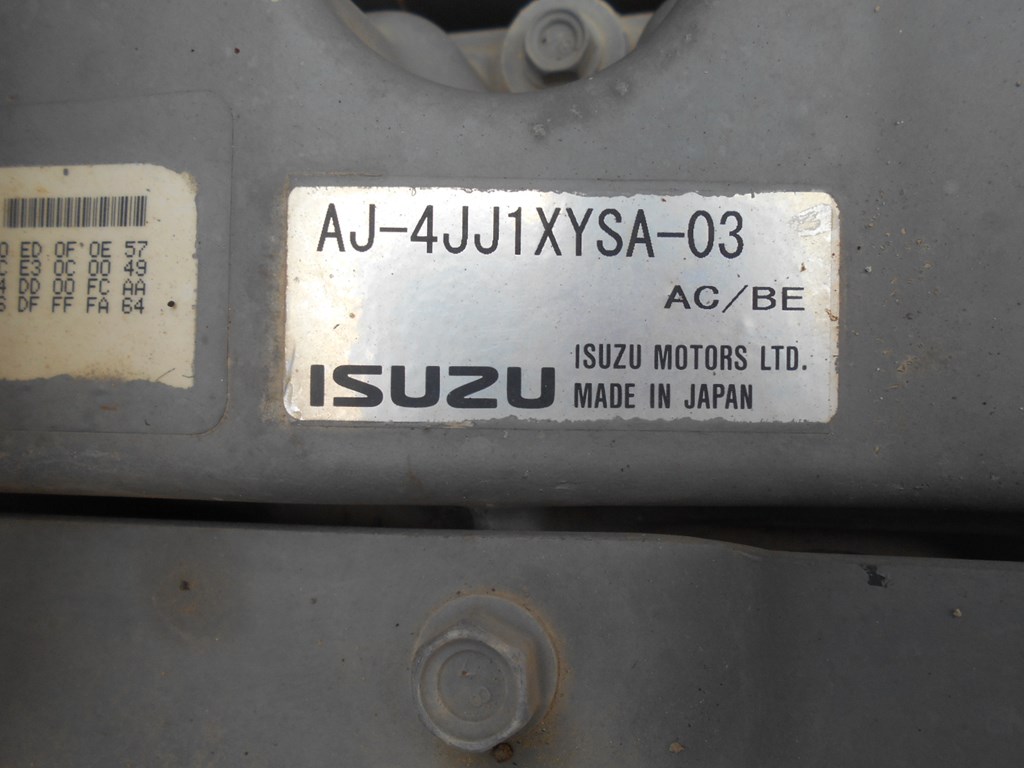 ED 0F 0E 57
E3 0C 00 49
DD 00 FC AA
DF FF FA 64
AJ-4JJ1XYSA-03
AC/BE
ISUZU
ISUZU MOTORS LTD.
MADE IN JAPAN